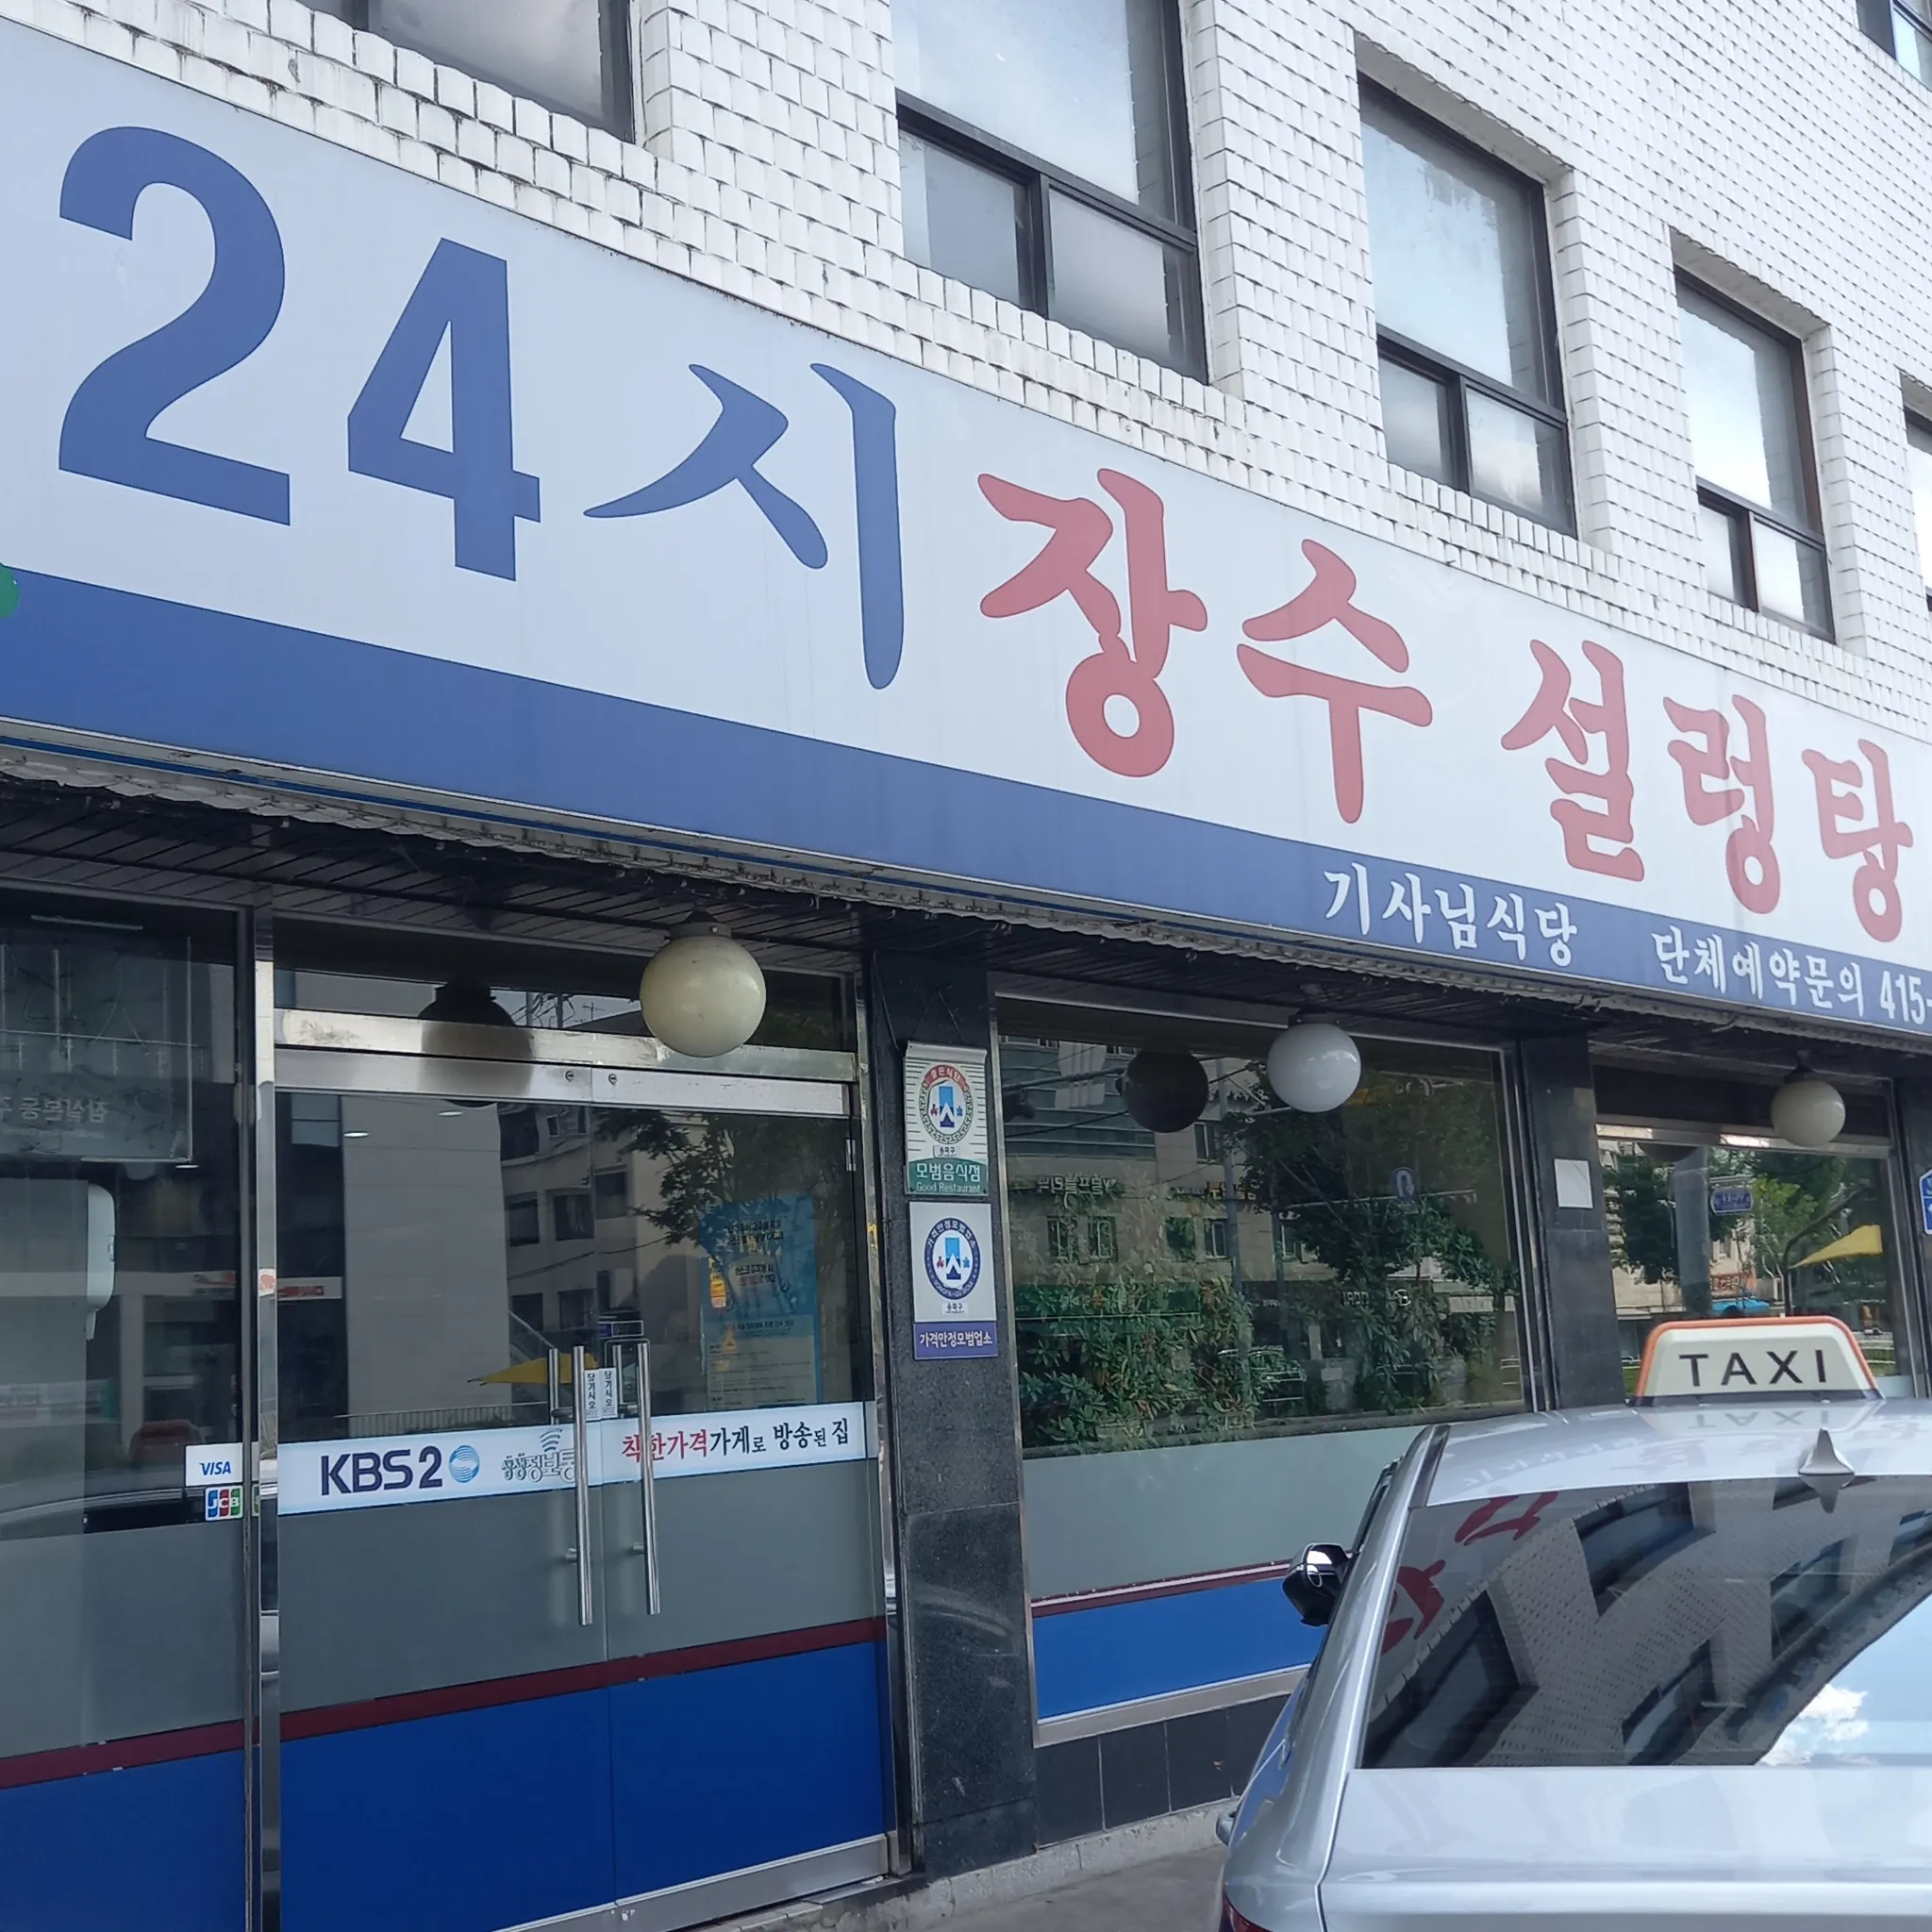 24시 장수 설렁탕
기사님식당 단체예약문의 415
모범음식점
Good Restaurant
송파구
가격안정모범업소
당기시오
당기시오
VISA
JCB
KBS2 착한가격가게로 방송된 집
TAXI